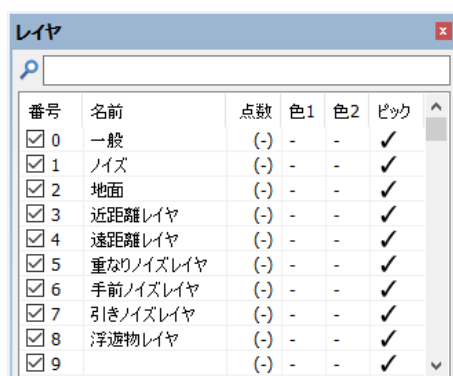 レイヤ
番号 名前 点数 色1 色2 ピック
0 一般 (-) - -
1 ノイズ (-) - -
2 地面 (-) - -
3 近距離レイヤ (-) - -
4 遠距離レイヤ (-) - -
5 重なりノイズレイヤ (-) - -
6 手前ノイズレイヤ (-) - -
7 引きノイズレイヤ (-) - -
8 浮遊物レイヤ (-) - -
9 (-) - -